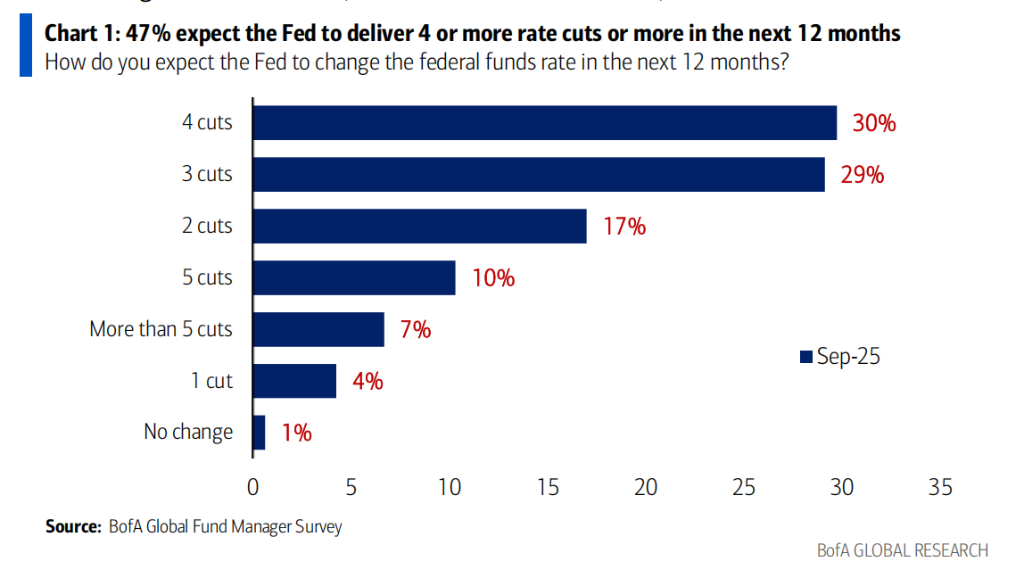 Chart 1: 47% expect the Fed to deliver 4 or more rate cuts or more in the next 12 months
How do you expect the Fed to change the federal funds rate in the next 12 months?
4 cuts 30%
3 cuts 29%
2 cuts 17%
5 cuts 10%
More than 5 cuts 7%
Sep-25
1 cut 4%
No change 1%
0 5 10 15 20 25 30 35
Source: BofA Global Fund Manager Survey
BofA GLOBAL RESEARCH